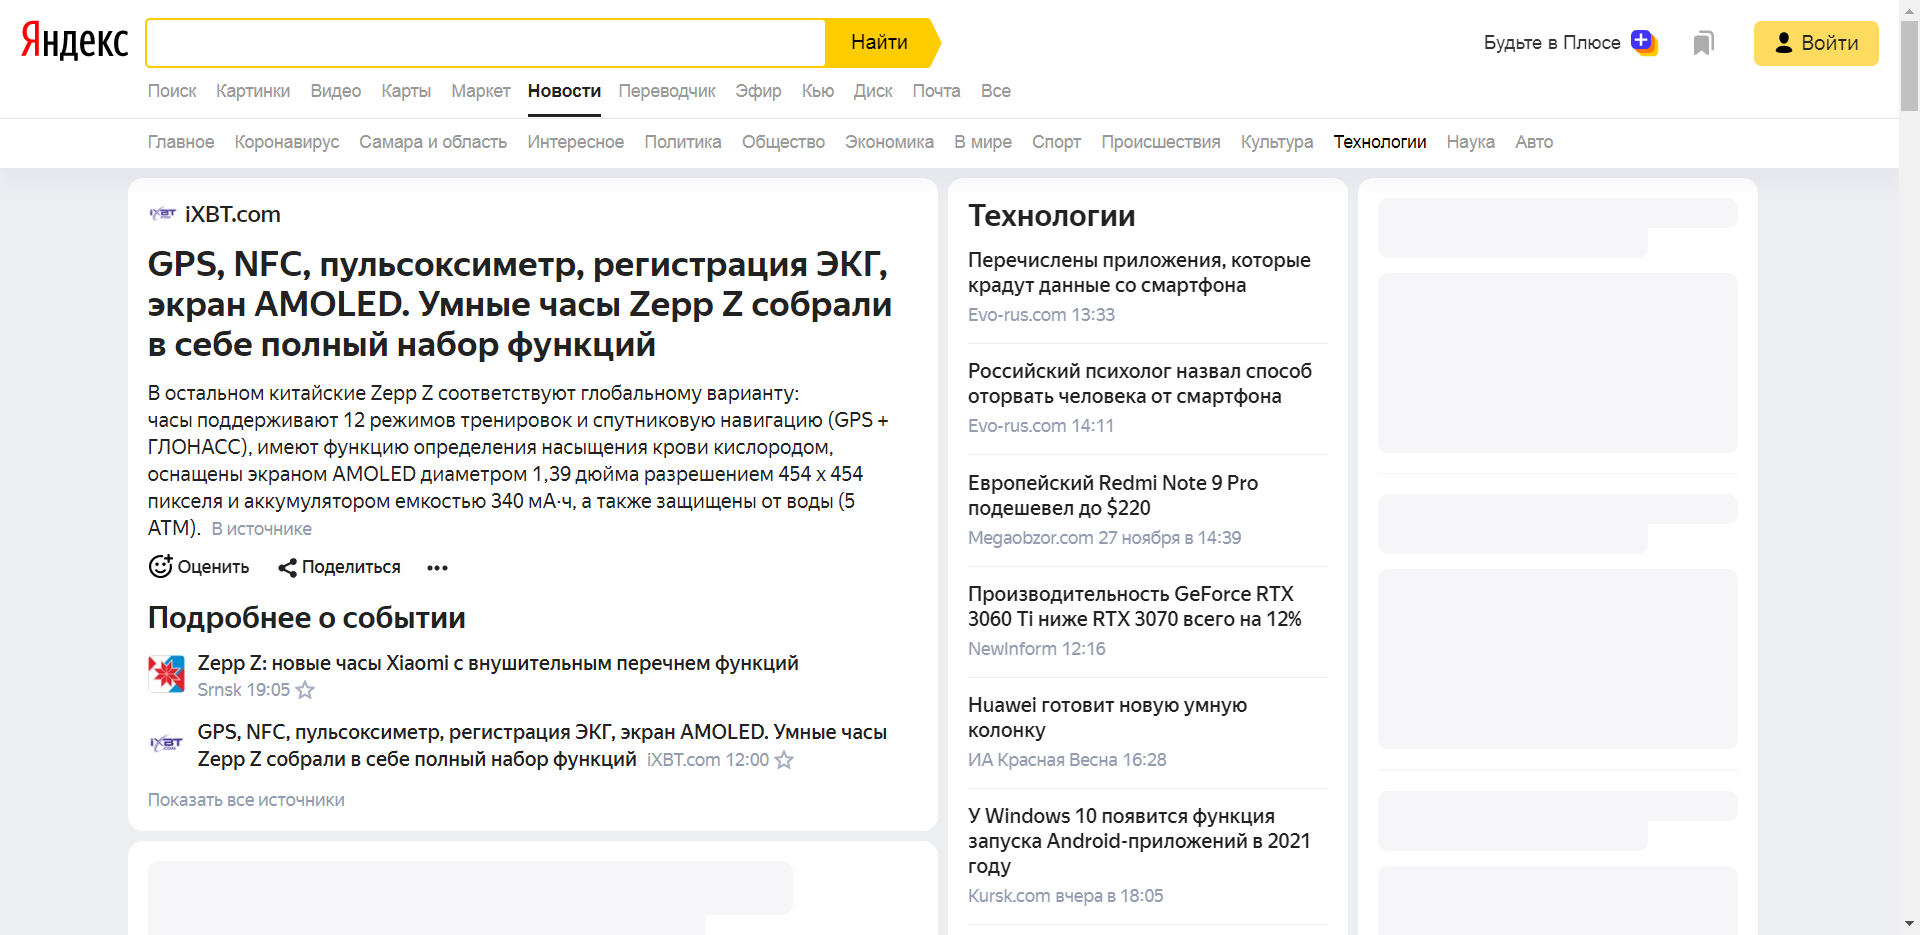 Яндекс
Найти
Будьте в Плюсе
Войти
Поиск Картинки Видео Карты Маркет Новости Переводчик Эфир Кью Диск Почта Все
Главное Коронавирус Самара и область Интересное Политика Общество Экономика В мире Спорт Происшествия Культура Технологии Наука Авто
iXBT.com
GPS, NFC, пульсоксиметр, регистрация ЭКГ,
экран AMOLED. Умные часы Zepp Z собрали
в себе полный набор функций
В остальном китайские Zepp Z соответствуют глобальному варианту:
часы поддерживают 12 режимов тренировок и спутниковую навигацию (GPS +
ГЛОНАСС), имеют функцию определения насыщения крови кислородом,
оснащены экраном AMOLED диаметром 1,39 дюйма разрешением 454 х 454
пикселя и аккумулятором емкостью 340 мА·ч, а также защищены от воды (5
ATM). В источнике
Оценить Поделиться
Подробнее о событии
Zepp Z: новые часы Xiaomi с внушительным перечнем функций
Srnsk 19:05
GPS, NFC, пульсоксиметр, регистрация ЭКГ, экран AMOLED. Умные часы
Zepp Z собрали в себе полный набор функций iXBT.com 12:00
Показать все источники
Технологии
Перечислены приложения, которые
крадут данные со смартфона
Evo-rus.com 13:33
Российский психолог назвал способ
оторвать человека от смартфона
Evo-rus.com 14:11
Европейский Redmi Note 9 Pro
подешевел до $220
Megaobzor.com 27 ноября в 14:39
Производительность GeForce RTX
3060 Ti ниже RTX 3070 всего на 12%
NewInform 12:16
Huawei готовит новую умную
колонку
ИА Красная Весна 16:28
У Windows 10 появится функция
запуска Android-приложений в 2021
году
Kursk.com вчера в 18:05